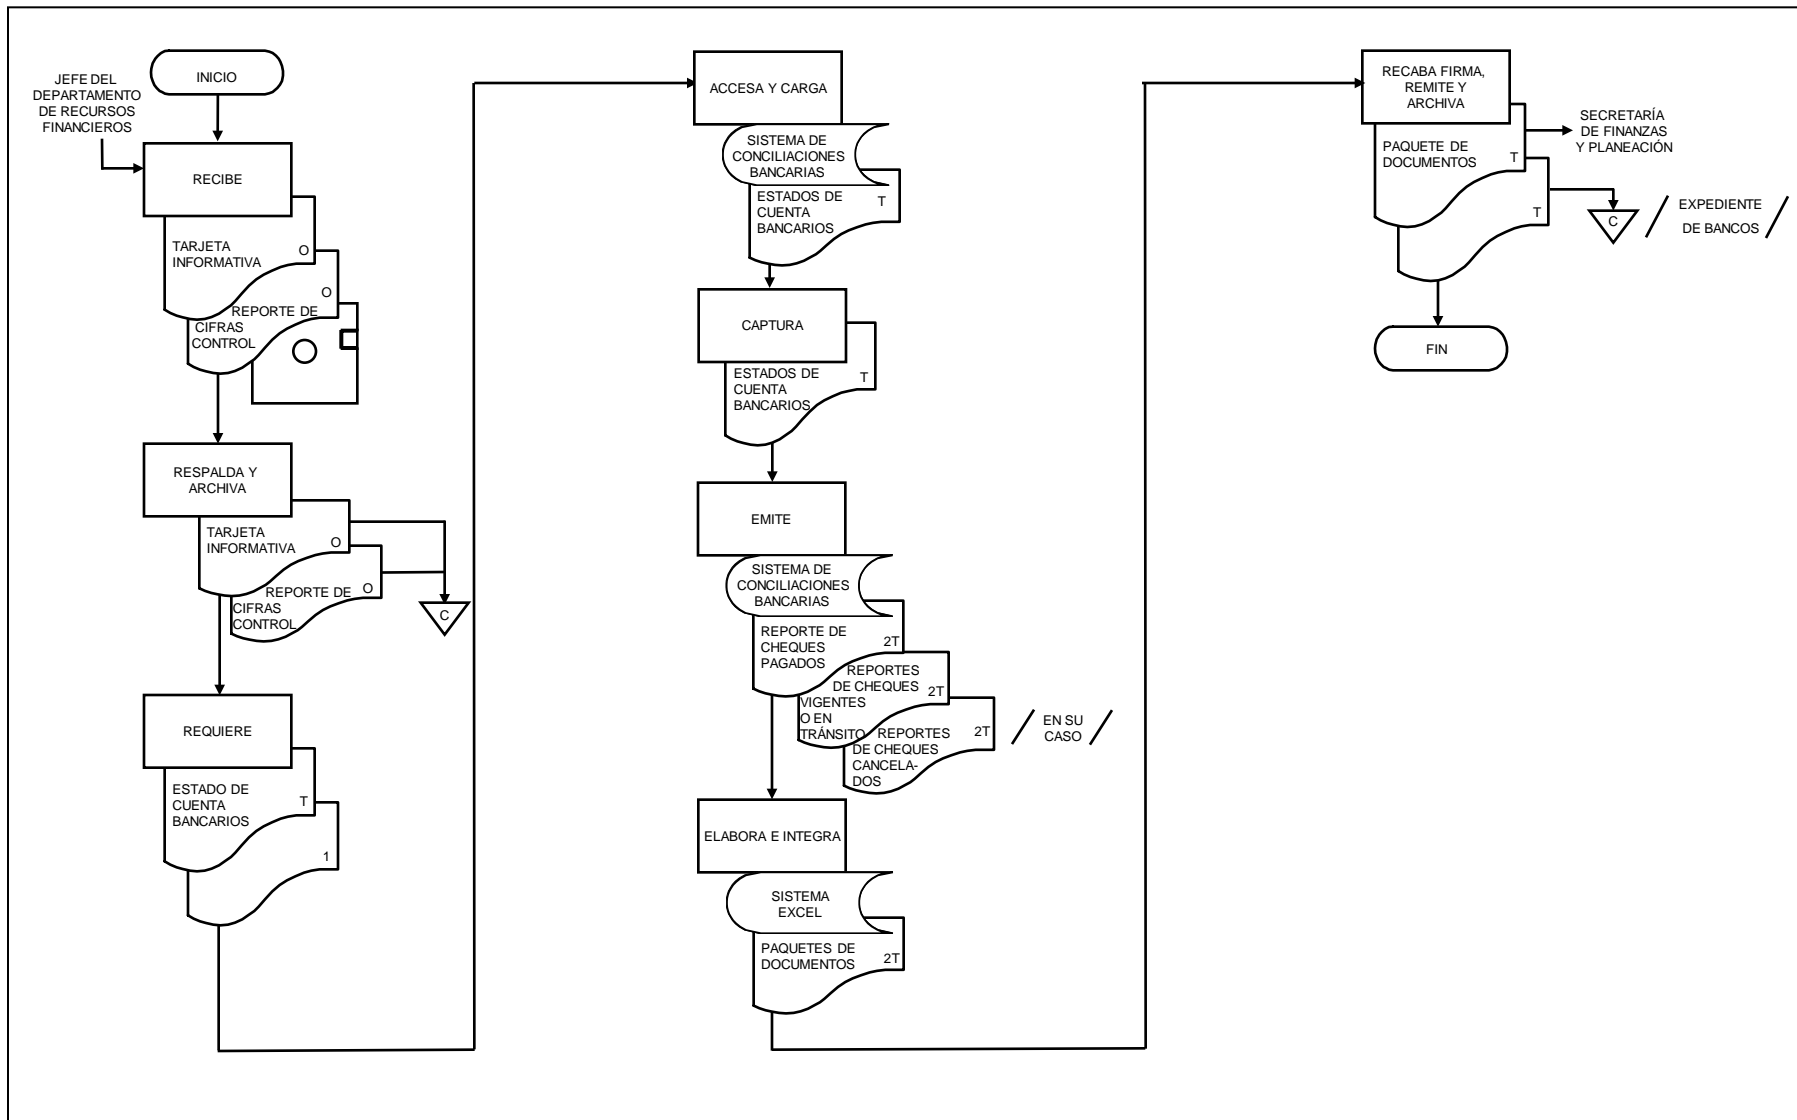 INICIO
JEFE DEL
DEPARTAMENTO
DE RECURSOS
FINANCIEROS
RECIBE
TARJETA
INFORMATIVA
O
O
REPORTE DE
CIFRAS
CONTROL
RESPALDA Y
ARCHIVA
TARJETA
INFORMATIVA
O
REPORTE DE
O
CIFRAS
CONTROL
C
REQUIERE
ESTADO DE
CUENTA
T
BANCARIOS
1
ACCESA Y CARGA
SISTEMA DE
CONCILIACIONES
BANCARIAS
ESTADOS DE
T
CUENTA
BANCARIOS
CAPTURA
ESTADOS DE
T
CUENTA
BANCARIOS
EMITE
SISTEMA DE
CONCILIACIONES
BANCARIAS
REPORTE DE
CHEQUES
2T
PAGADOS
REPORTES
DE CHEQUES
2T
VIGENTES
O EN
TRÁNSITO
REPORTES
2T
DE CHEQUES
CANCELA-
DOS
EN SU
CASO
ELABORA E INTEGRA
SISTEMA
EXCEL
PAQUETES DE
DOCUMENTOS
2T
RECABA FIRMA,
REMITE Y
ARCHIVA
PAQUETE DE
DOCUMENTOS
T
SECRETARÍA
DE FINANZAS
Y PLANEACIÓN
T
C
EXPEDIENTE
DE BANCOS
FIN